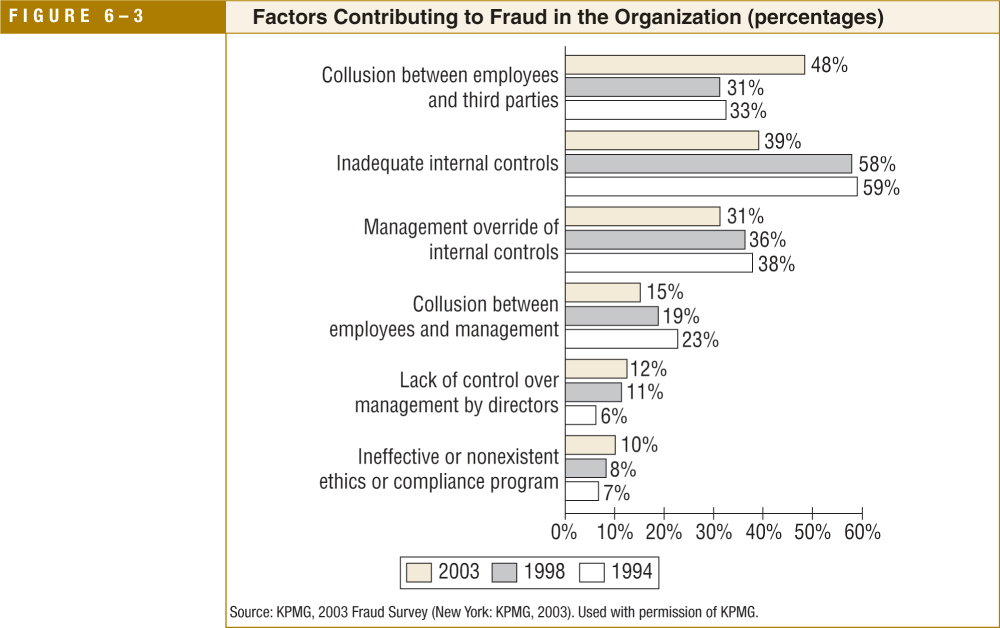 FIGURE 6–3
Factors Contributing to Fraud in the Organization (percentages)
Collusion between employees
and third parties
48%
31%
33%
Inadequate internal controls
39%
58%
59%
Management override of
internal controls
31%
36%
38%
Collusion between
employees and management
15%
19%
23%
Lack of control over
management by directors
12%
11%
6%
Ineffective or nonexistent
ethics or compliance program
10%
8%
7%
0% 10% 20% 30% 40% 50% 60%
2003 1998 1994
Source: KPMG, 2003 Fraud Survey (New York: KPMG, 2003). Used with permission of KPMG.